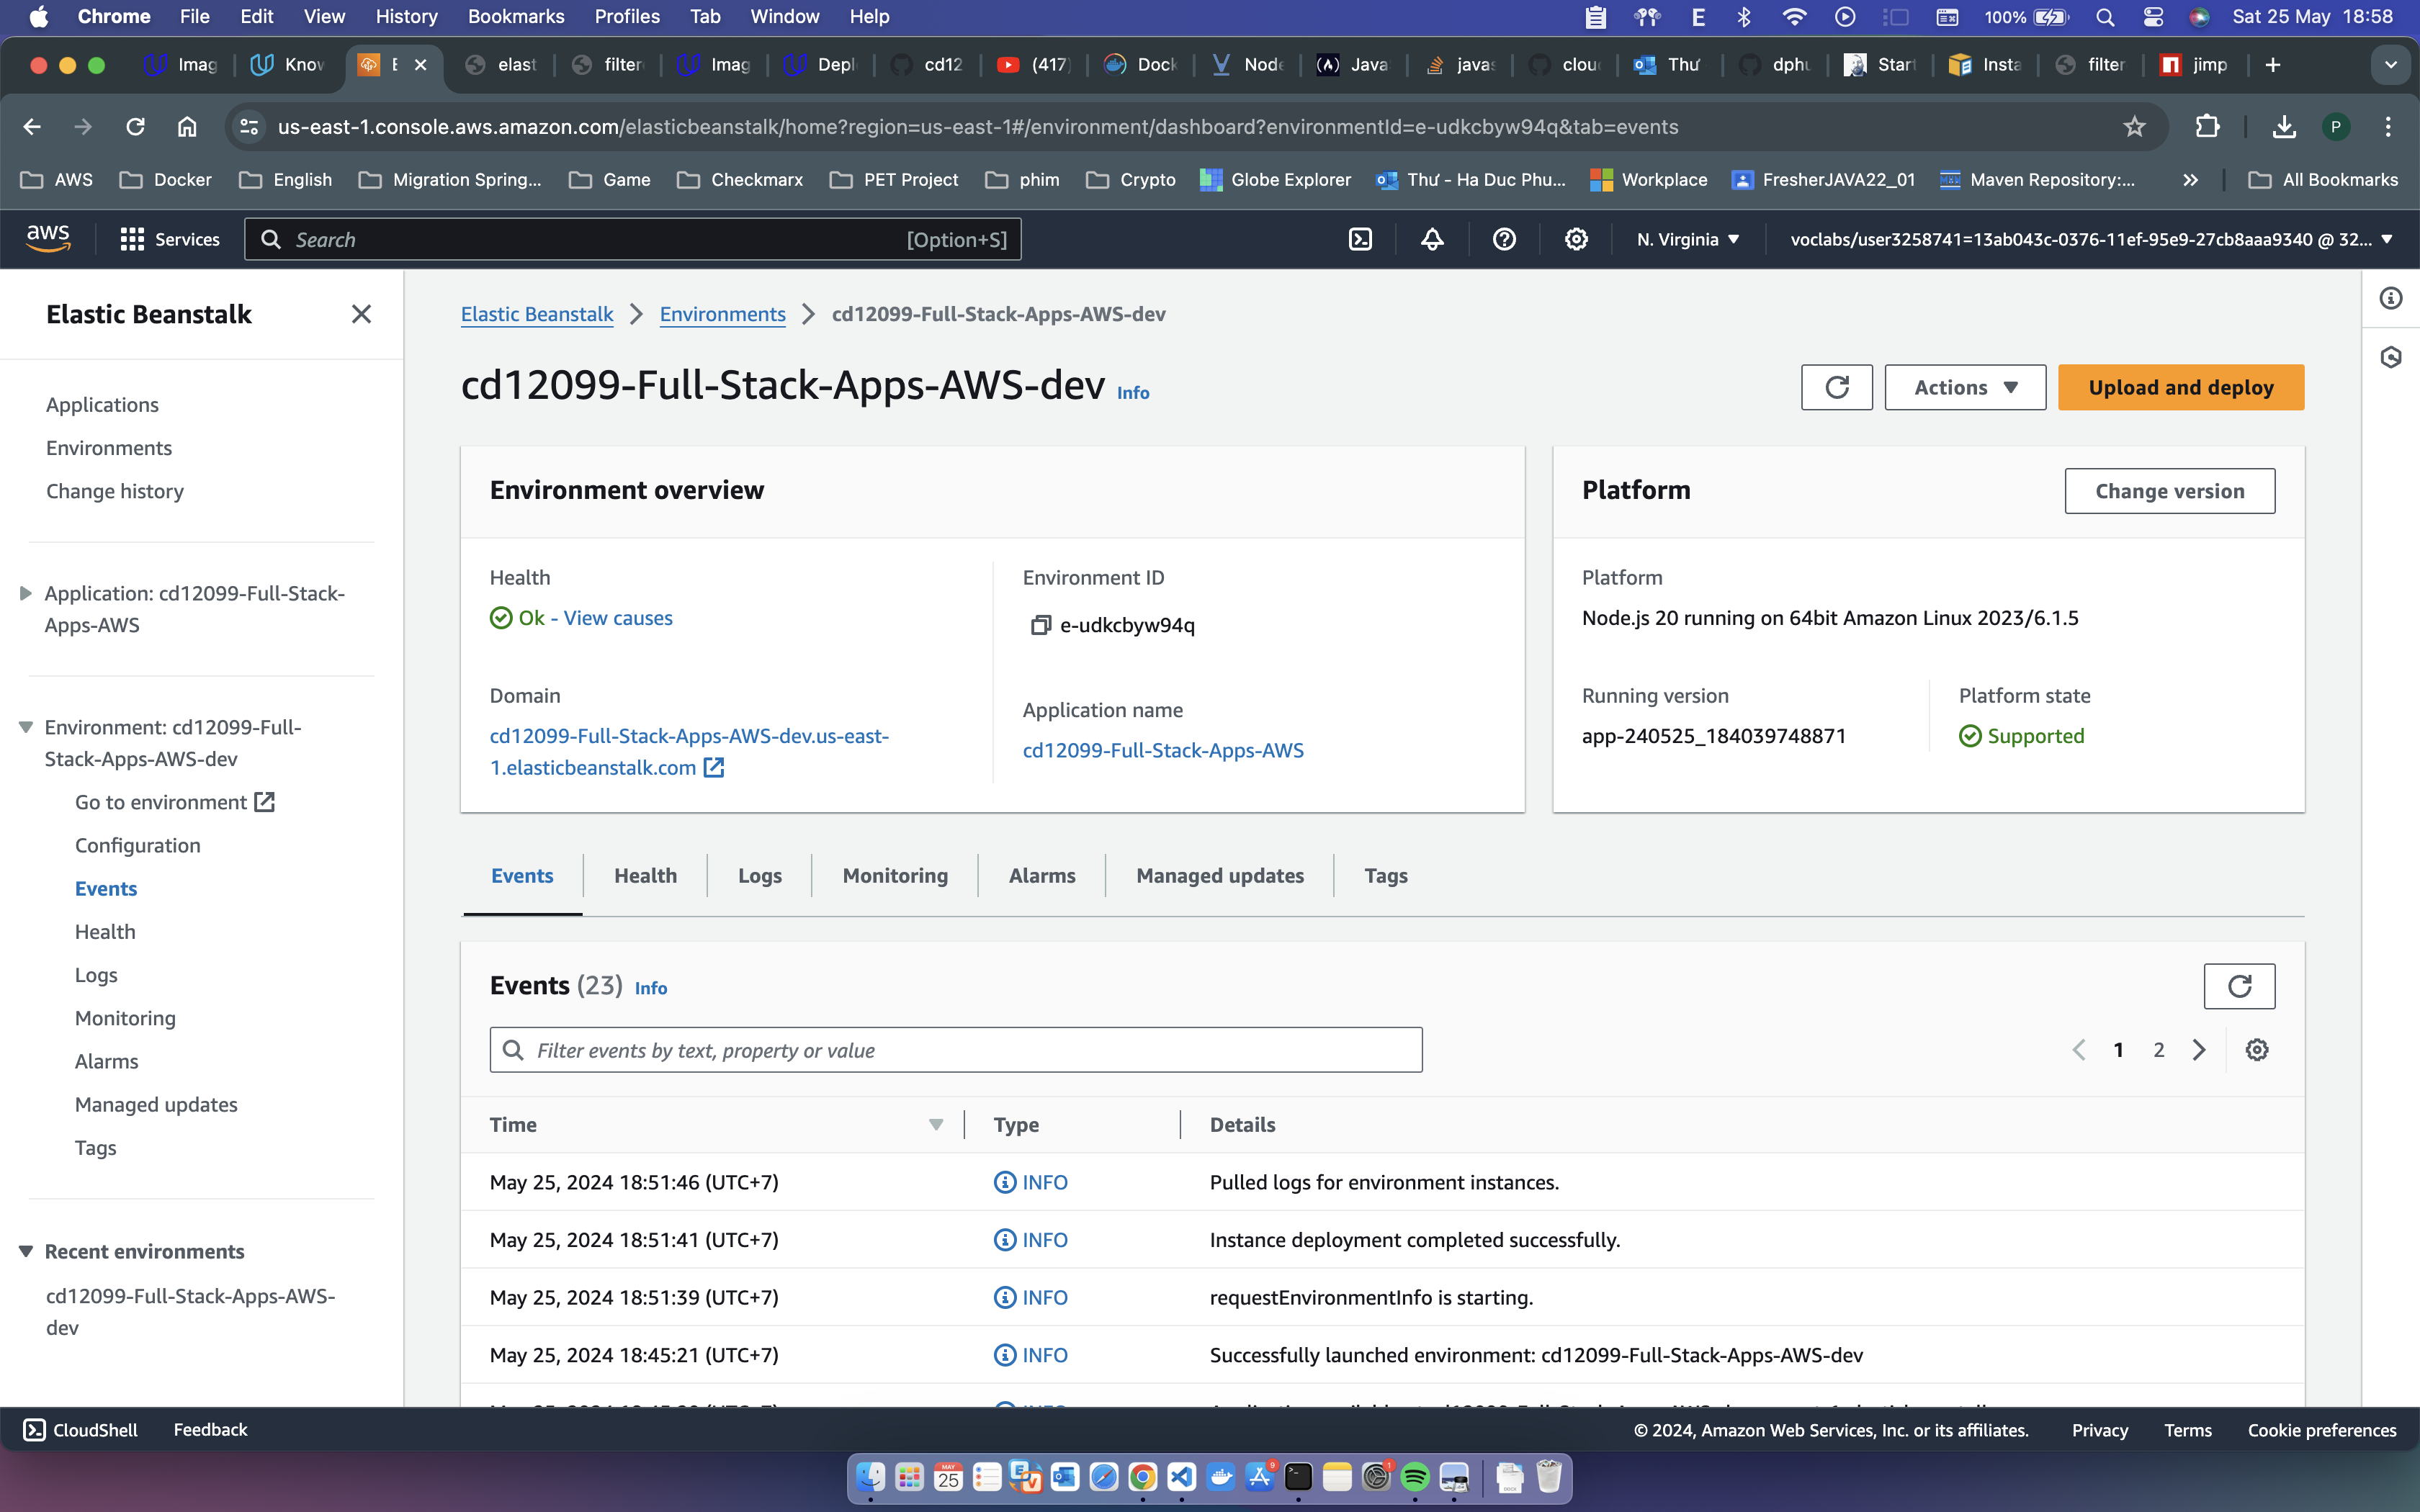 Chrome File Edit View History Bookmarks Profiles Tab Window Help
E 100% Sat 25 May 18:58
Imag Knov E elast filter Imag Depl cd12 (417) Dock Node Java javas clou Thư dphu Start Insta filter jimp
us-east-1.console.aws.amazon.com/elasticbeanstalk/home?region=us-east-1#/environment/dashboard?environmentId=e-udkcbyw94q&tab=events
P
AWS Docker English Migration Spring... Game Checkmarx PET Project phim Crypto Globe Explorer Thư - Ha Duc Phu... Workplace FresherJAVA22_01 Maven Repository:... All Bookmarks
aws Services Search [Option+S] N. Virginia voclabs/user3258741=13ab043c-0376-11ef-95e9-27cb8aaa9340 @ 32...
Elastic Beanstalk
Applications
Environments
Change history
Application: cd12099-Full-Stack-
Apps-AWS
Environment: cd12099-Full-
Stack-Apps-AWS-dev
Go to environment
Configuration
Events
Health
Logs
Monitoring
Alarms
Managed updates
Tags
Recent environments
cd12099-Full-Stack-Apps-AWS-
dev
Elastic Beanstalk Environments cd12099-Full-Stack-Apps-AWS-dev
cd12099-Full-Stack-Apps-AWS-dev Info
Actions Upload and deploy
Environment overview
Health
Ok - View causes
Domain
cd12099-Full-Stack-Apps-AWS-dev.us-east-
1.elasticbeanstalk.com
Environment ID
e-udkcbyw94q
Application name
cd12099-Full-Stack-Apps-AWS
Platform Change version
Platform
Node.js 20 running on 64bit Amazon Linux 2023/6.1.5
Running version
app-240525_184039748871
Platform state
Supported
Events Health Logs Monitoring Alarms Managed updates Tags
Events (23) Info
Filter events by text, property or value
1 2
Time Type Details
May 25, 2024 18:51:46 (UTC+7) INFO Pulled logs for environment instances.
May 25, 2024 18:51:41 (UTC+7) INFO Instance deployment completed successfully.
May 25, 2024 18:51:39 (UTC+7) INFO requestEnvironmentInfo is starting.
May 25, 2024 18:45:21 (UTC+7) INFO Successfully launched environment: cd12099-Full-Stack-Apps-AWS-dev
CloudShell Feedback © 2024, Amazon Web Services, Inc. or its affiliates. Privacy Terms Cookie preferences
MAY
25
9
1